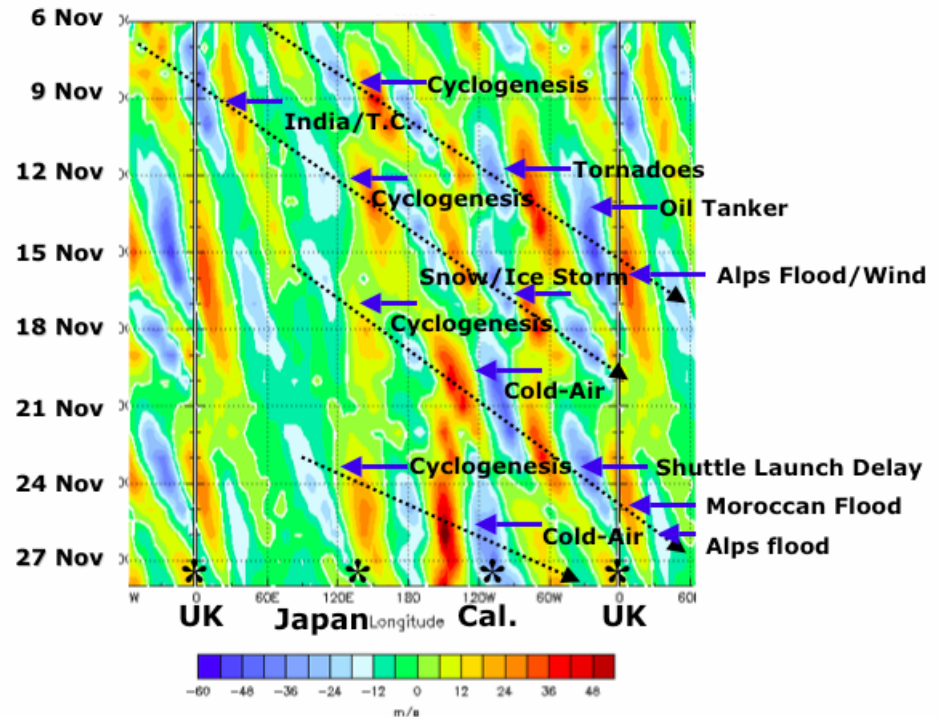 6 Nov
9 Nov
12 Nov
15 Nov
18 Nov
21 Nov
24 Nov
27 Nov
Cyclogenesis
India/T.C.
Tornadoes
Cyclogenesis
Oil Tanker
Snow/Ice Storm
Alps Flood/Wind
Cyclogenesis
Cold-Air
Cyclogenesis
Shuttle Launch Delay
Moroccan Flood
Cold-Air
Alps flood
* * * *
W 0 60E 120E 180 120W 60W 0 60
UK Japan Longitude Cal. UK
-60 -48 -36 -24 -12 0 12 24 36 48
m/s